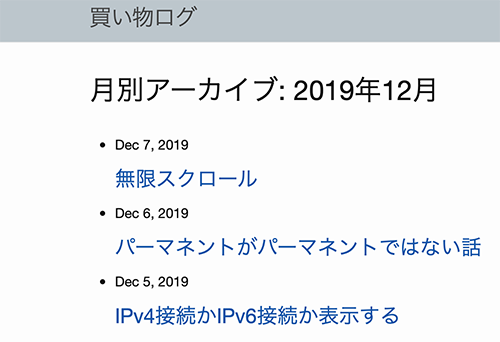 買い物ログ
月別アーカイブ: 2019年12月
Dec 7, 2019
無限スクロール
Dec 6, 2019
パーマネントがパーマネントではない話
Dec 5, 2019
IPv4接続かIPv6接続か表示する